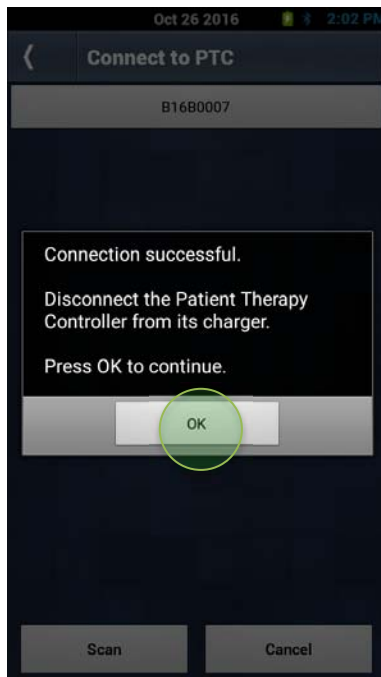 Oct 26 2016 2:02 PM
Connect to PTC
B16B0007
Connection successful.
Disconnect the Patient Therapy
Controller from its charger.
Press OK to continue.
OK
Scan Cancel